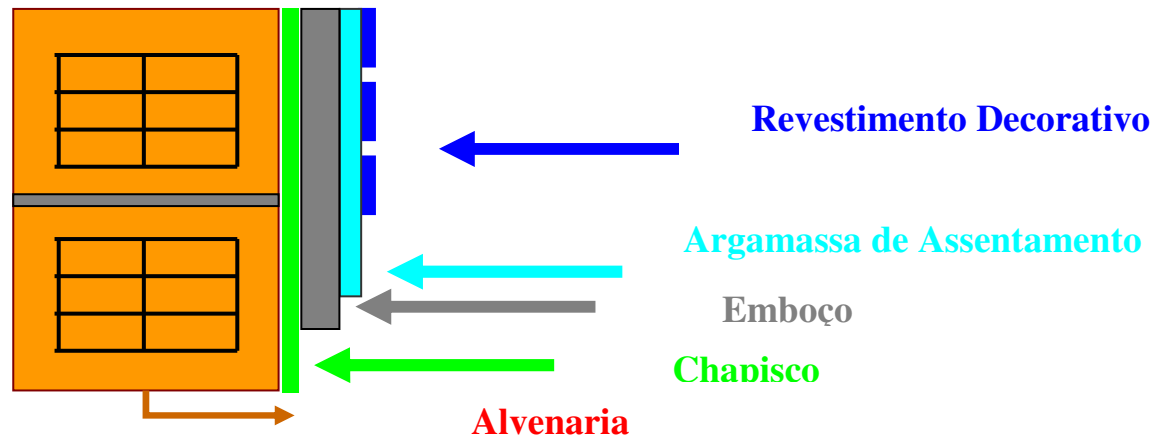 Revestimento Decorativo
Argamassa de Assentamento
Emboço
Chapisco
Alvenaria